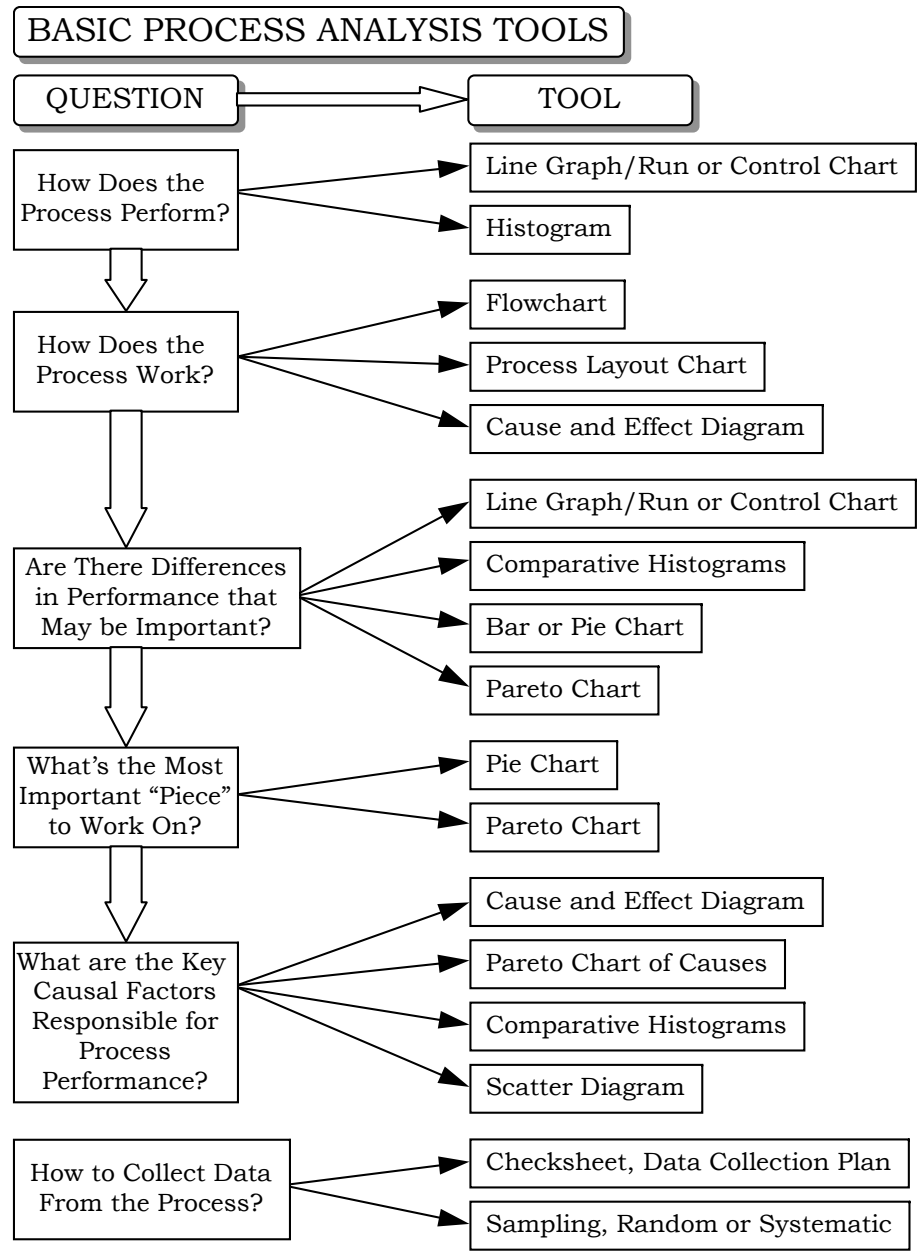 BASIC PROCESS ANALYSIS TOOLS
QUESTION
TOOL
How Does the
Process Perform?
Line Graph/Run or Control Chart
Histogram
How Does the
Process Work?
Flowchart
Process Layout Chart
Cause and Effect Diagram
Are There Differences
in Performance that
May be Important?
Line Graph/Run or Control Chart
Comparative Histograms
Bar or Pie Chart
Pareto Chart
What’s the Most
Important “Piece”
to Work On?
Pie Chart
Pareto Chart
What are the Key
Causal Factors
Responsible for
Process
Performance?
Cause and Effect Diagram
Pareto Chart of Causes
Comparative Histograms
Scatter Diagram
How to Collect Data
From the Process?
Checksheet, Data Collection Plan
Sampling, Random or Systematic